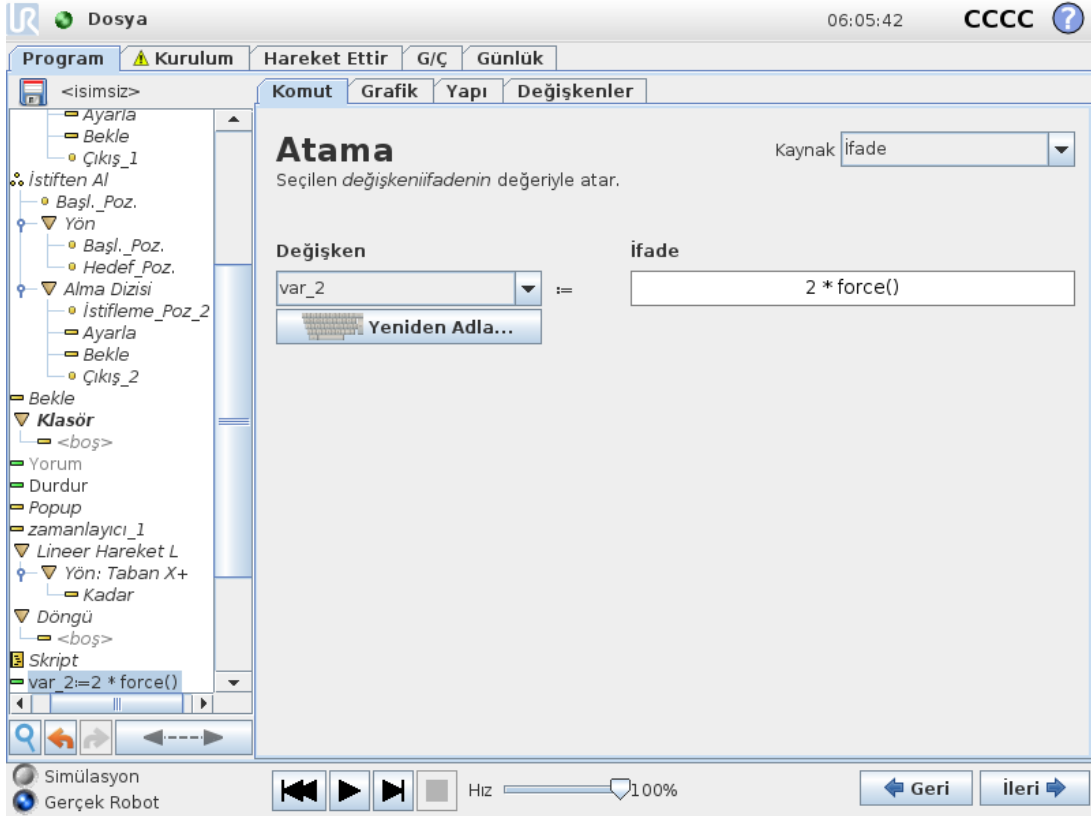 UR Dosya 06:05:42 CCCC ?
Program Kurulum Hareket Ettir G/Ç Günlük
<isimsiz>
Komut Grafik Yapı Değişkenler
Ayarla
Bekle
Çıkış_1
İstiften Al
Başl._Poz.
Yön
Başl._Poz.
Hedef_Poz.
Alma Dizisi
İstifleme_Poz_2
Ayarla
Bekle
Çıkış_2
Bekle
Klasör
<boş>
Yorum
Durdur
Popup
zamanlayıcı_1
Lineer Hareket L
Yön: Taban X+
Kadar
Döngü
<boş>
Skript
var_2:=2 * force()
Atama
Kaynak İfade
Seçilen değişkeniifadenin değeriyle atar.
Değişken İfade
var_2 := 2 * force()
Yeniden Adla...
Simülasyon
Gerçek Robot
Hız 100%
Geri İleri